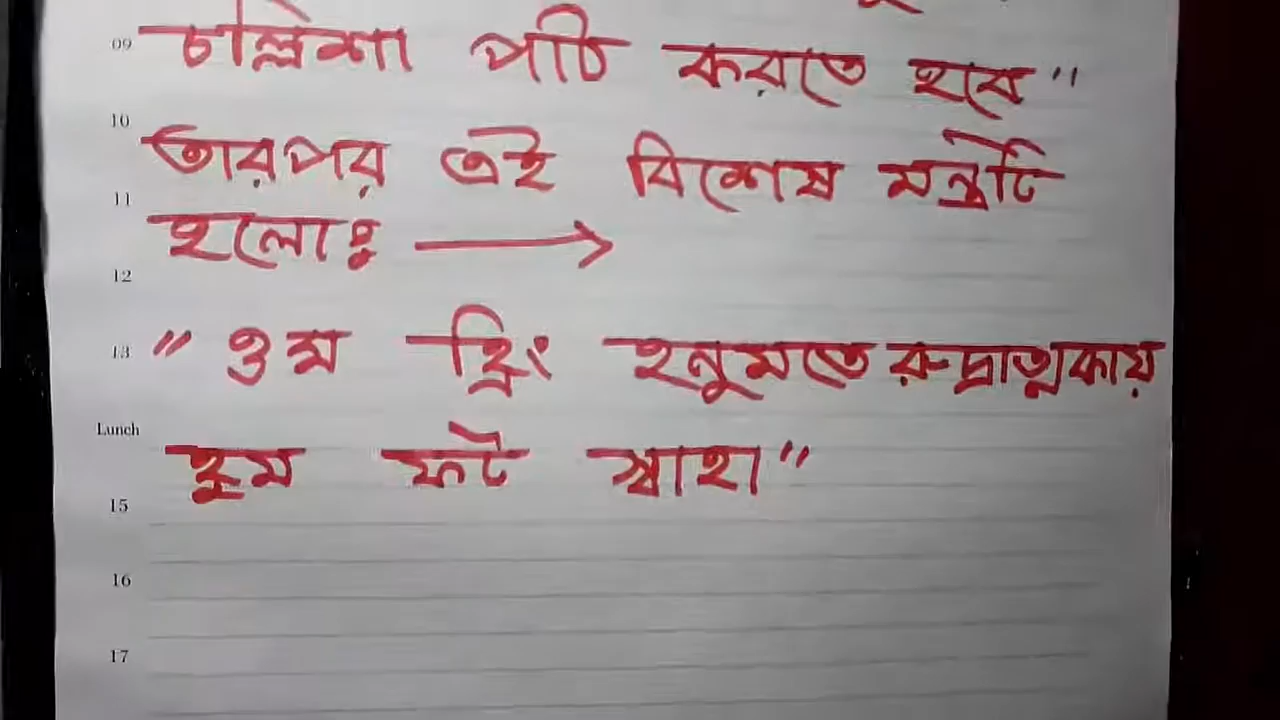 09 চল্লিশা পাঠ করতে হবে"
10 তারপর এই বিশেষ মন্ত্রটি
11 হলোঃ →
12
13 "ওম হ্রিং হনুমতে রুদ্রাত্মকায়
Lunch হুম ফট স্বাহা"
15
16
17